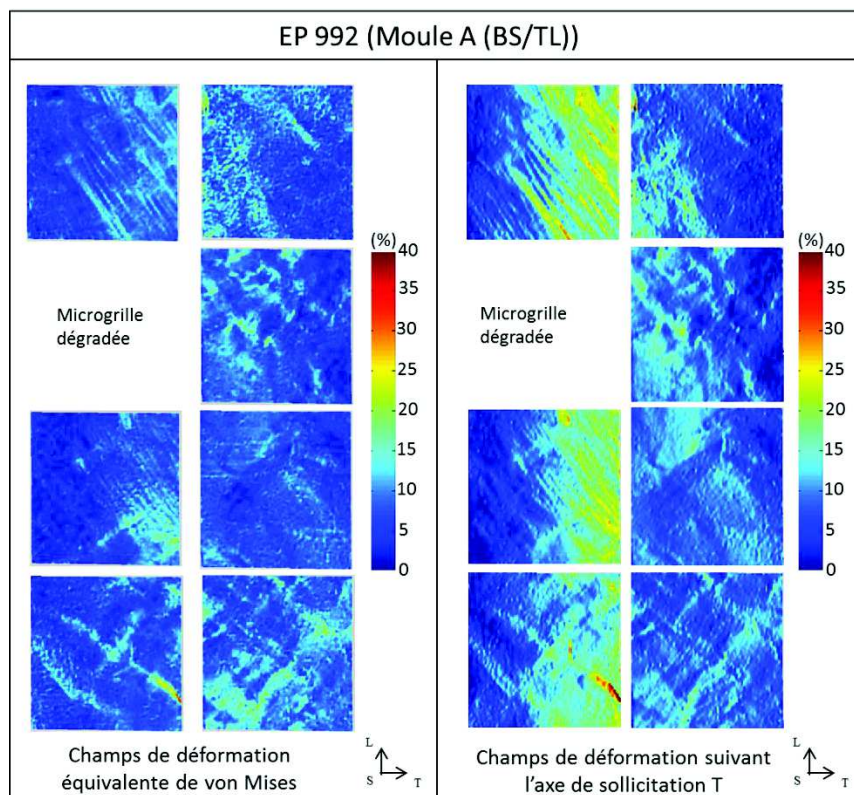 EP 992 (Moule A (BS/TL))
(%)
40
35
30
25
20
15
10
5
0
Microgrille
dégradée
Champs de déformation
équivalente de von Mises
L
S
T
(%)
40
35
30
25
20
15
10
5
0
Microgrille
dégradée
Champs de déformation suivant
l'axe de sollicitation T
L
S
T